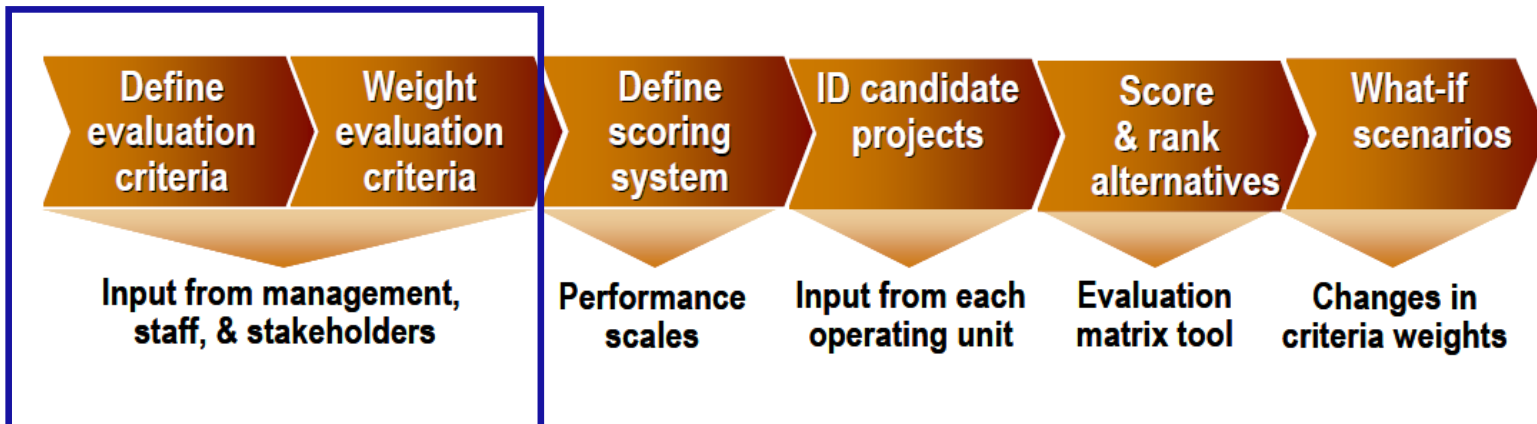 Define
evaluation
criteria
Weight
evaluation
criteria
Define
scoring
system
ID candidate
projects
Score
& rank
alternatives
What-if
scenarios
Input from management,
staff, & stakeholders
Performance
scales
Input from each
operating unit
Evaluation
matrix tool
Changes in
criteria weights